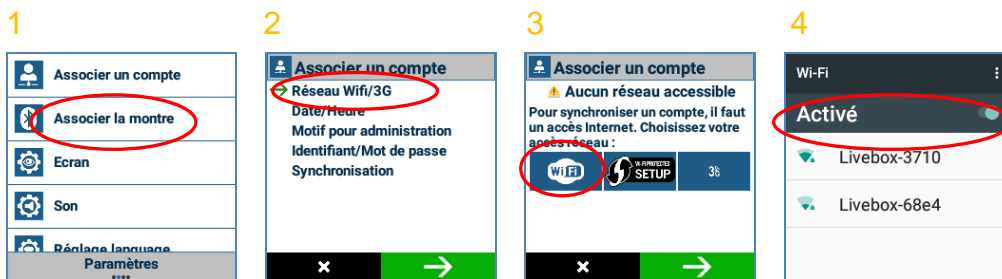 1
2
3
4
Associer un compte
Associer la montre
Ecran
Son
Réglage language
Paramètres
Associer un compte
Réseau Wifi/3G
Date/Heure
Motif pour administration
Identifiant/Mot de passe
Synchronisation
Associer un compte
Aucun réseau accessible
Pour synchroniser un compte, il faut
un accès Internet. Choisissez votre
accès réseau :
WiFi
WI-FI PROTECTED
SETUP
3G
Wi-Fi
Activé
Livebox-3710
Livebox-68e4